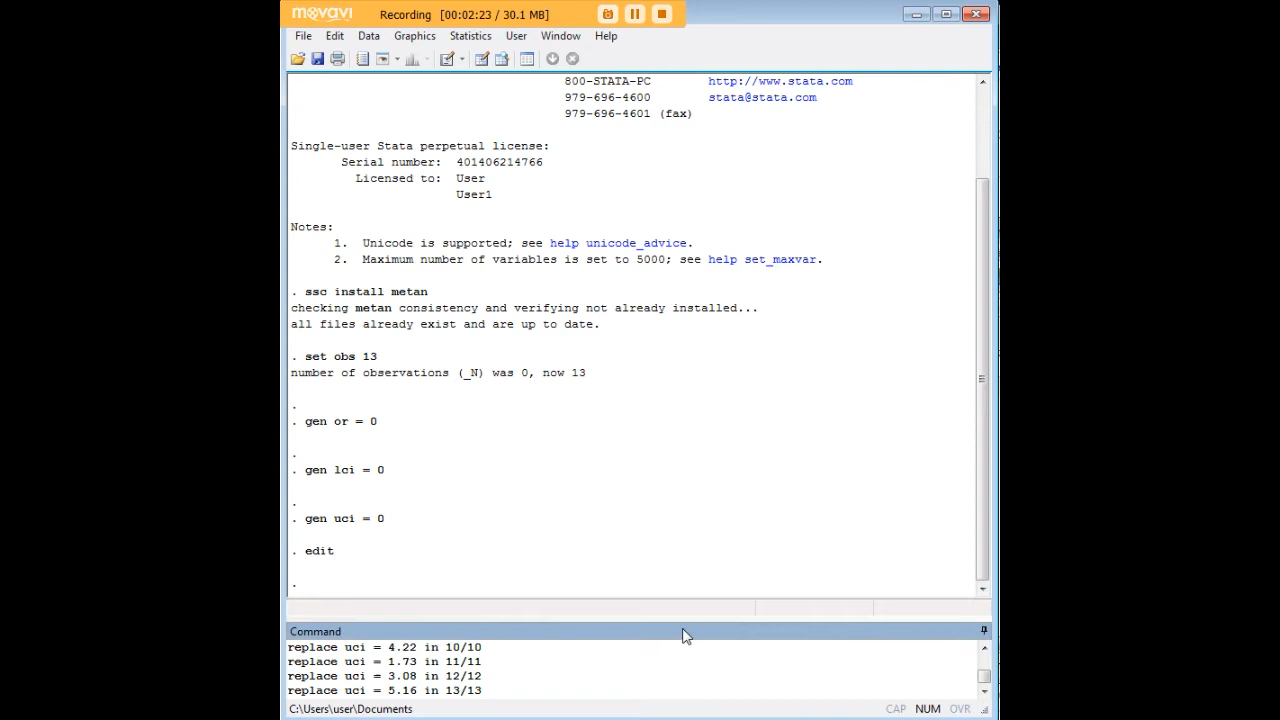 movavi Recording [00:02:23 / 30.1 MB]
File Edit Data Graphics Statistics User Window Help
800-STATA-PC http://www.stata.com
979-696-4600 stata@stata.com
979-696-4601 (fax)
Single-user Stata perpetual license:
Serial number: 401406214766
Licensed to: User
User1
Notes:
1. Unicode is supported; see help unicode_advice.
2. Maximum number of variables is set to 5000; see help set_maxvar.
. ssc install metan
checking metan consistency and verifying not already installed...
all files already exist and are up to date.
. set obs 13
number of observations (_N) was 0, now 13
.
. gen or = 0
.
. gen lci = 0
.
. gen uci = 0
. edit
.
Command
replace uci = 4.22 in 10/10
replace uci = 1.73 in 11/11
replace uci = 3.08 in 12/12
replace uci = 5.16 in 13/13
C:\Users\user\Documents CAP NUM OVR